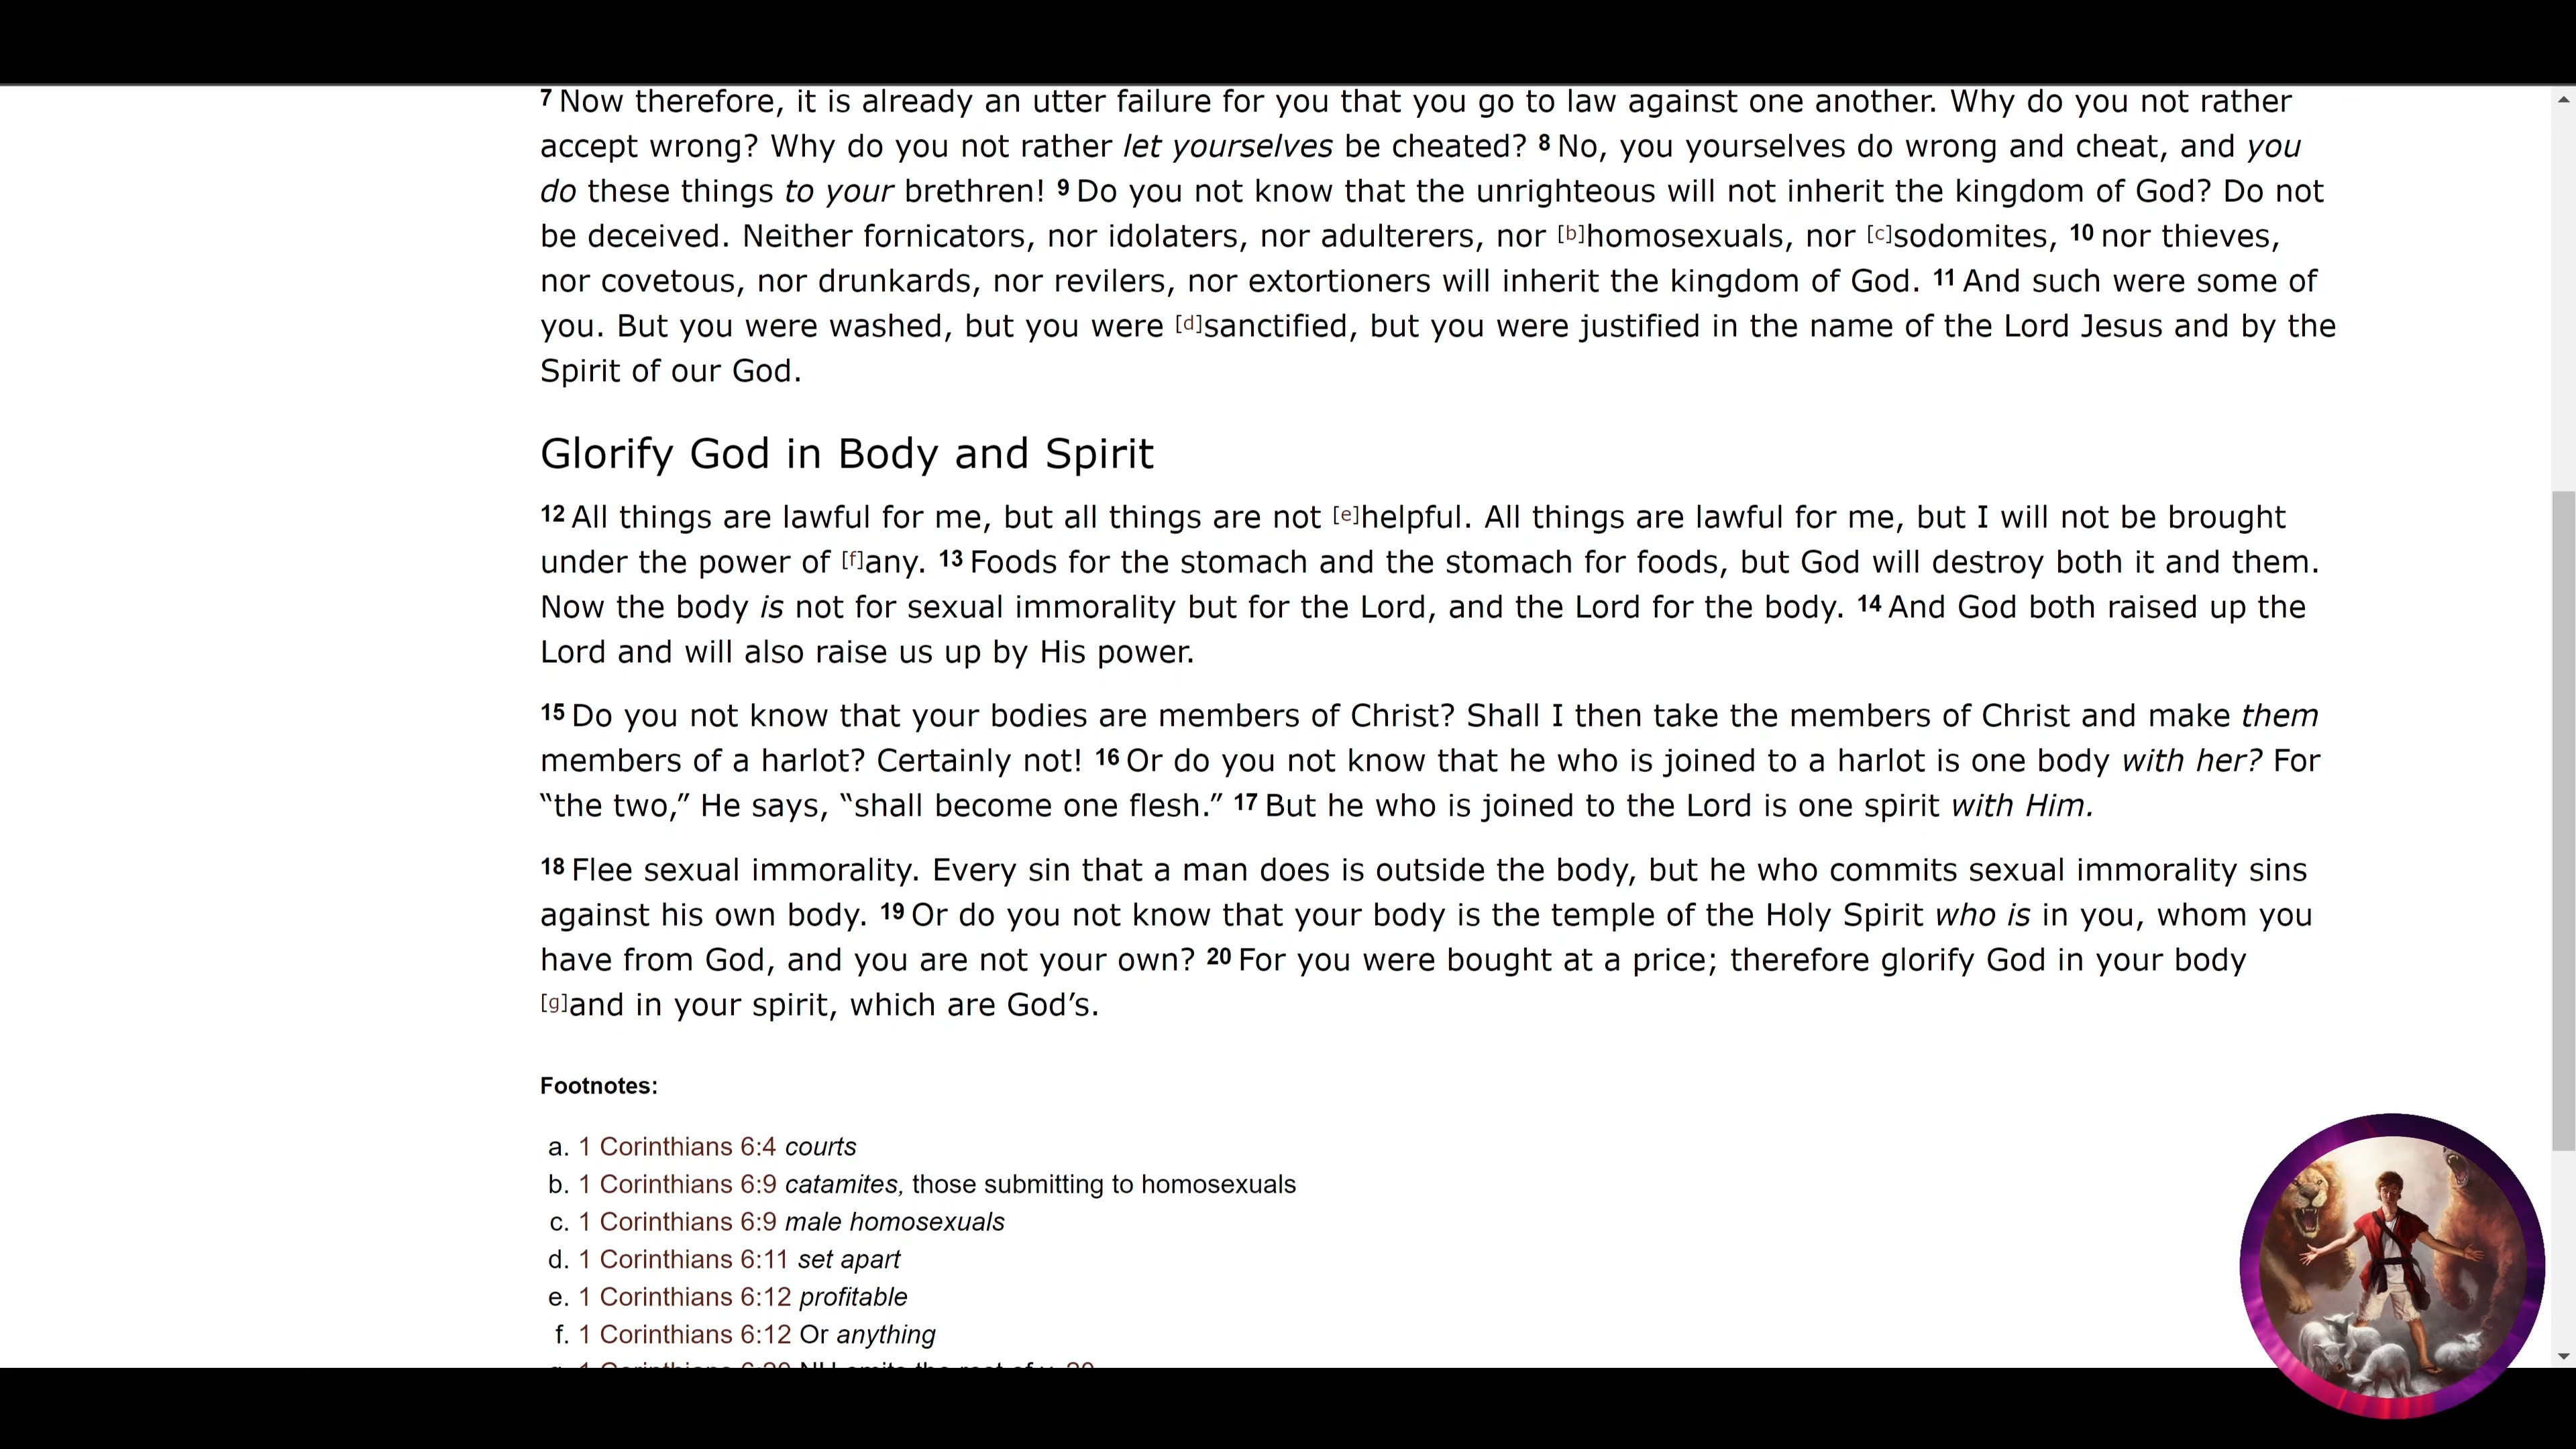 7 Now therefore, it is already an utter failure for you that you go to law against one another. Why do you not rather
accept wrong? Why do you not rather let yourselves be cheated? 8 No, you yourselves do wrong and cheat, and you
do these things to your brethren! 9 Do you not know that the unrighteous will not inherit the kingdom of God? Do not
be deceived. Neither fornicators, nor idolaters, nor adulterers, nor [b]homosexuals, nor [c]sodomites, 10 nor thieves,
nor covetous, nor drunkards, nor revilers, nor extortioners will inherit the kingdom of God. 11 And such were some of
you. But you were washed, but you were [d]sanctified, but you were justified in the name of the Lord Jesus and by the
Spirit of our God.
Glorify God in Body and Spirit
12 All things are lawful for me, but all things are not [e]helpful. All things are lawful for me, but I will not be brought
under the power of [f]any. 13 Foods for the stomach and the stomach for foods, but God will destroy both it and them.
Now the body is not for sexual immorality but for the Lord, and the Lord for the body. 14 And God both raised up the
Lord and will also raise us up by His power.
15 Do you not know that your bodies are members of Christ? Shall I then take the members of Christ and make them
members of a harlot? Certainly not! 16 Or do you not know that he who is joined to a harlot is one body with her? For
“the two,” He says, “shall become one flesh.” 17 But he who is joined to the Lord is one spirit with Him.
18 Flee sexual immorality. Every sin that a man does is outside the body, but he who commits sexual immorality sins
against his own body. 19 Or do you not know that your body is the temple of the Holy Spirit who is in you, whom you
have from God, and you are not your own? 20 For you were bought at a price; therefore glorify God in your body
[g]and in your spirit, which are God’s.
Footnotes:
a. 1 Corinthians 6:4 courts
b. 1 Corinthians 6:9 catamites, those submitting to homosexuals
c. 1 Corinthians 6:9 male homosexuals
d. 1 Corinthians 6:11 set apart
e. 1 Corinthians 6:12 profitable
f. 1 Corinthians 6:12 Or anything
g. 1 Corinthians 6:20 NU omits the rest of v. 20